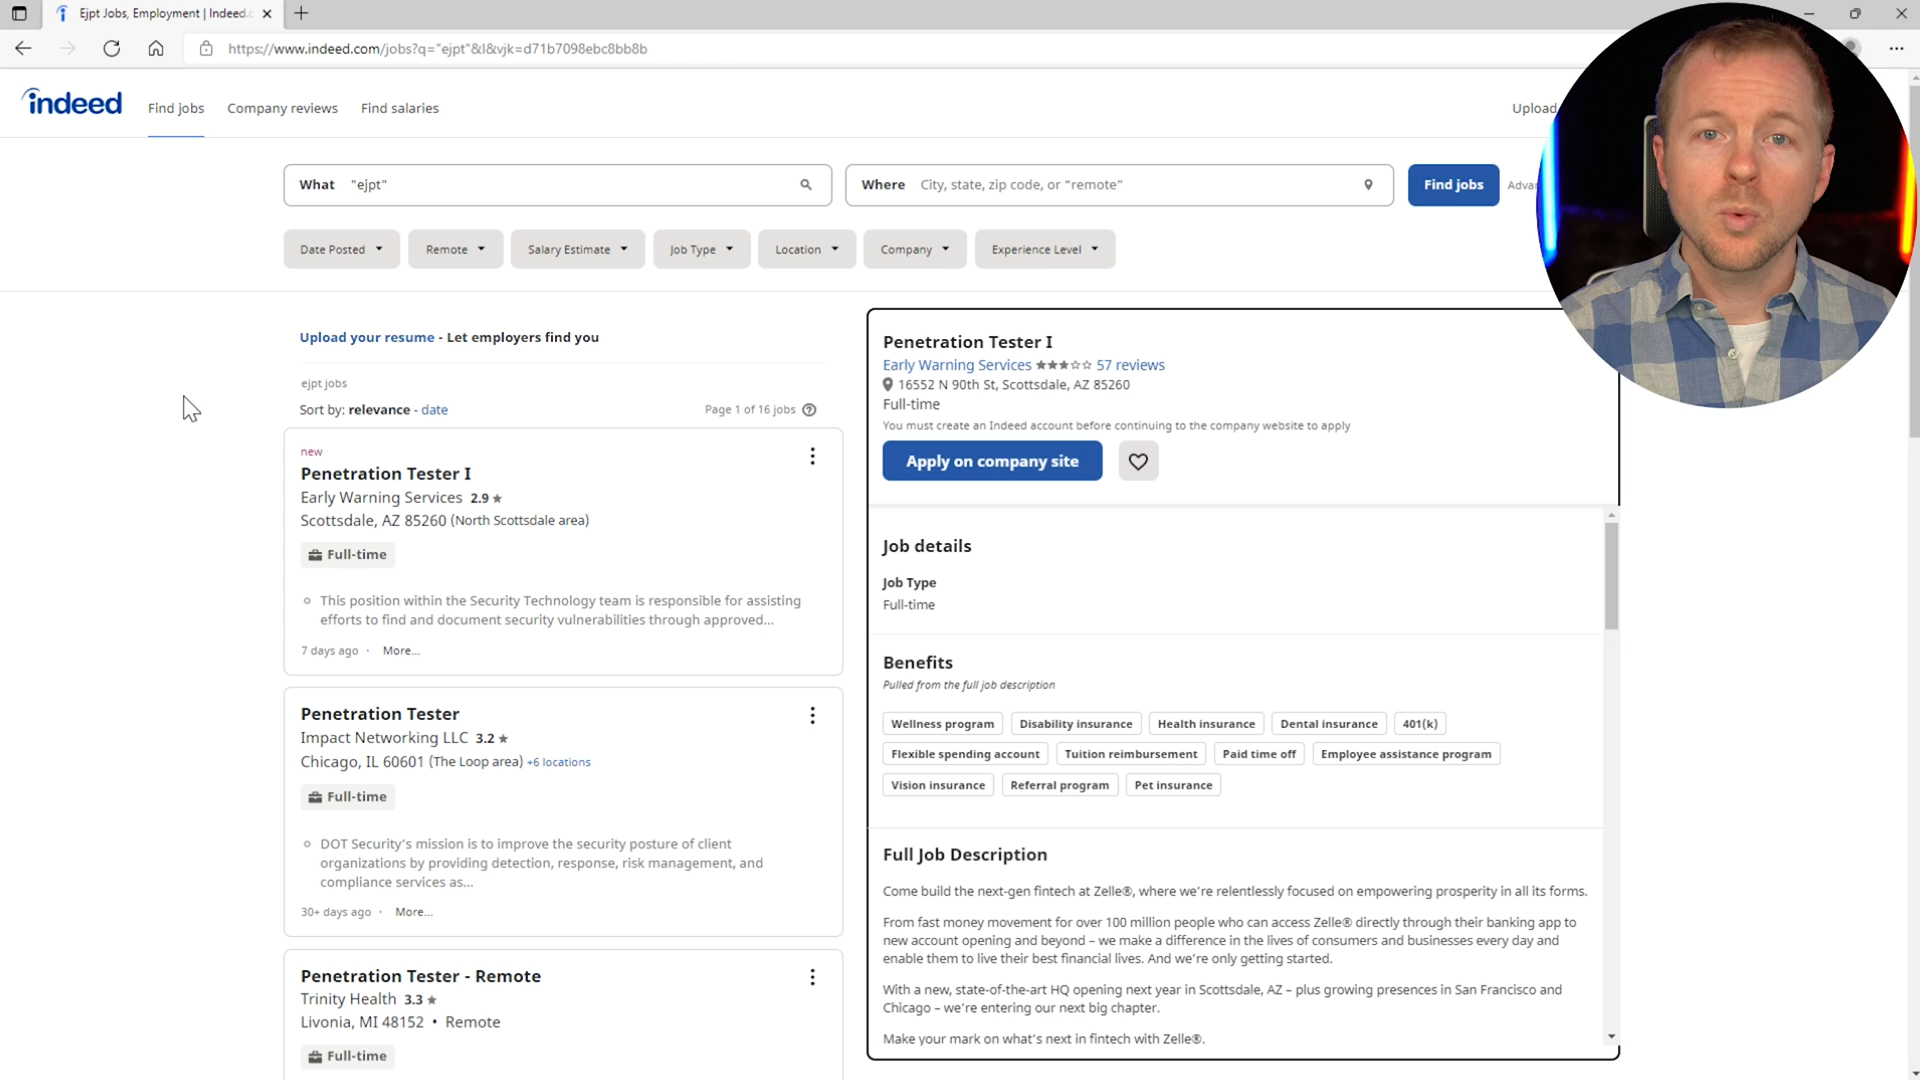 Ejpt Jobs, Employment | Indeed.
https://www.indeed.com/jobs?q="ejpt"&l&vjk=d71b7098ebc8bb8b
indeed
Find jobs
Company reviews
Find salaries
Upload
What "ejpt"
Where City, state, zip code, or “remote”
Find jobs
Date Posted
Remote
Salary Estimate
Job Type
Location
Company
Experience Level
Upload your resume - Let employers find you
ejpt jobs
Sort by: relevance - date
Page 1 of 16 jobs
new
Penetration Tester I
Early Warning Services 2.9
Scottsdale, AZ 85260 (North Scottsdale area)
Full-time
This position within the Security Technology team is responsible for assisting
efforts to find and document security vulnerabilities through approved...
7 days ago · More...
Penetration Tester
Impact Networking LLC 3.2
Chicago, IL 60601 (The Loop area) +6 locations
Full-time
DOT Security’s mission is to improve the security posture of client
organizations by providing detection, response, risk management, and
compliance services as...
30+ days ago · More...
Penetration Tester - Remote
Trinity Health 3.3
Livonia, MI 48152 • Remote
Full-time
Penetration Tester I
Early Warning Services 57 reviews
16552 N 90th St, Scottsdale, AZ 85260
Full-time
You must create an Indeed account before continuing to the company website to apply
Apply on company site
Job details
Job Type
Full-time
Benefits
Pulled from the full job description
Wellness program Disability insurance Health insurance Dental insurance 401(k)
Flexible spending account Tuition reimbursement Paid time off Employee assistance program
Vision insurance Referral program Pet insurance
Full Job Description
Come build the next-gen fintech at Zelle®, where we’re relentlessly focused on empowering prosperity in all its forms.
From fast money movement for over 100 million people who can access Zelle® directly through their banking app to
new account opening and beyond – we make a difference in the lives of consumers and businesses every day and
enable them to live their best financial lives. And we’re only getting started.
With a new, state-of-the-art HQ opening next year in Scottsdale, AZ – plus growing presences in San Francisco and
Chicago – we’re entering our next big chapter.
Make your mark on what’s next in fintech with Zelle®.